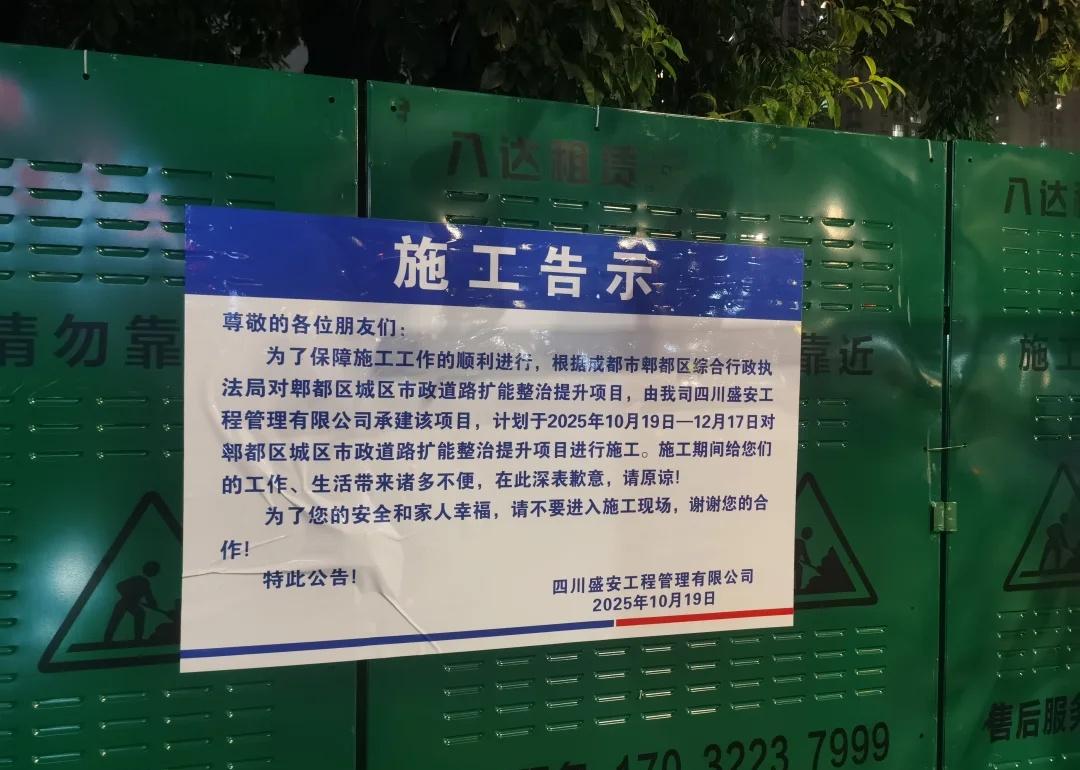 八达租赁
八达
请勿靠
靠近
施工
施工告示
尊敬的各位朋友们：
为了保障施工工作的顺利进行，根据成都市郫都区综合行政执
法局对郫都区城区市政道路扩能整治提升项目，由我司四川盛安工
程管理有限公司承建该项目，计划于2025年10月19日—12月17日对
郫都区城区市政道路扩能整治提升项目进行施工。施工期间给您们
的工作、生活带来诸多不便，在此深表歉意，请原谅！
为了您的安全和家人幸福，请不要进入施工现场，谢谢您的合
作！
特此公告！
四川盛安工程管理有限公司
2025年10月19日
售后服务
170 3223 7999